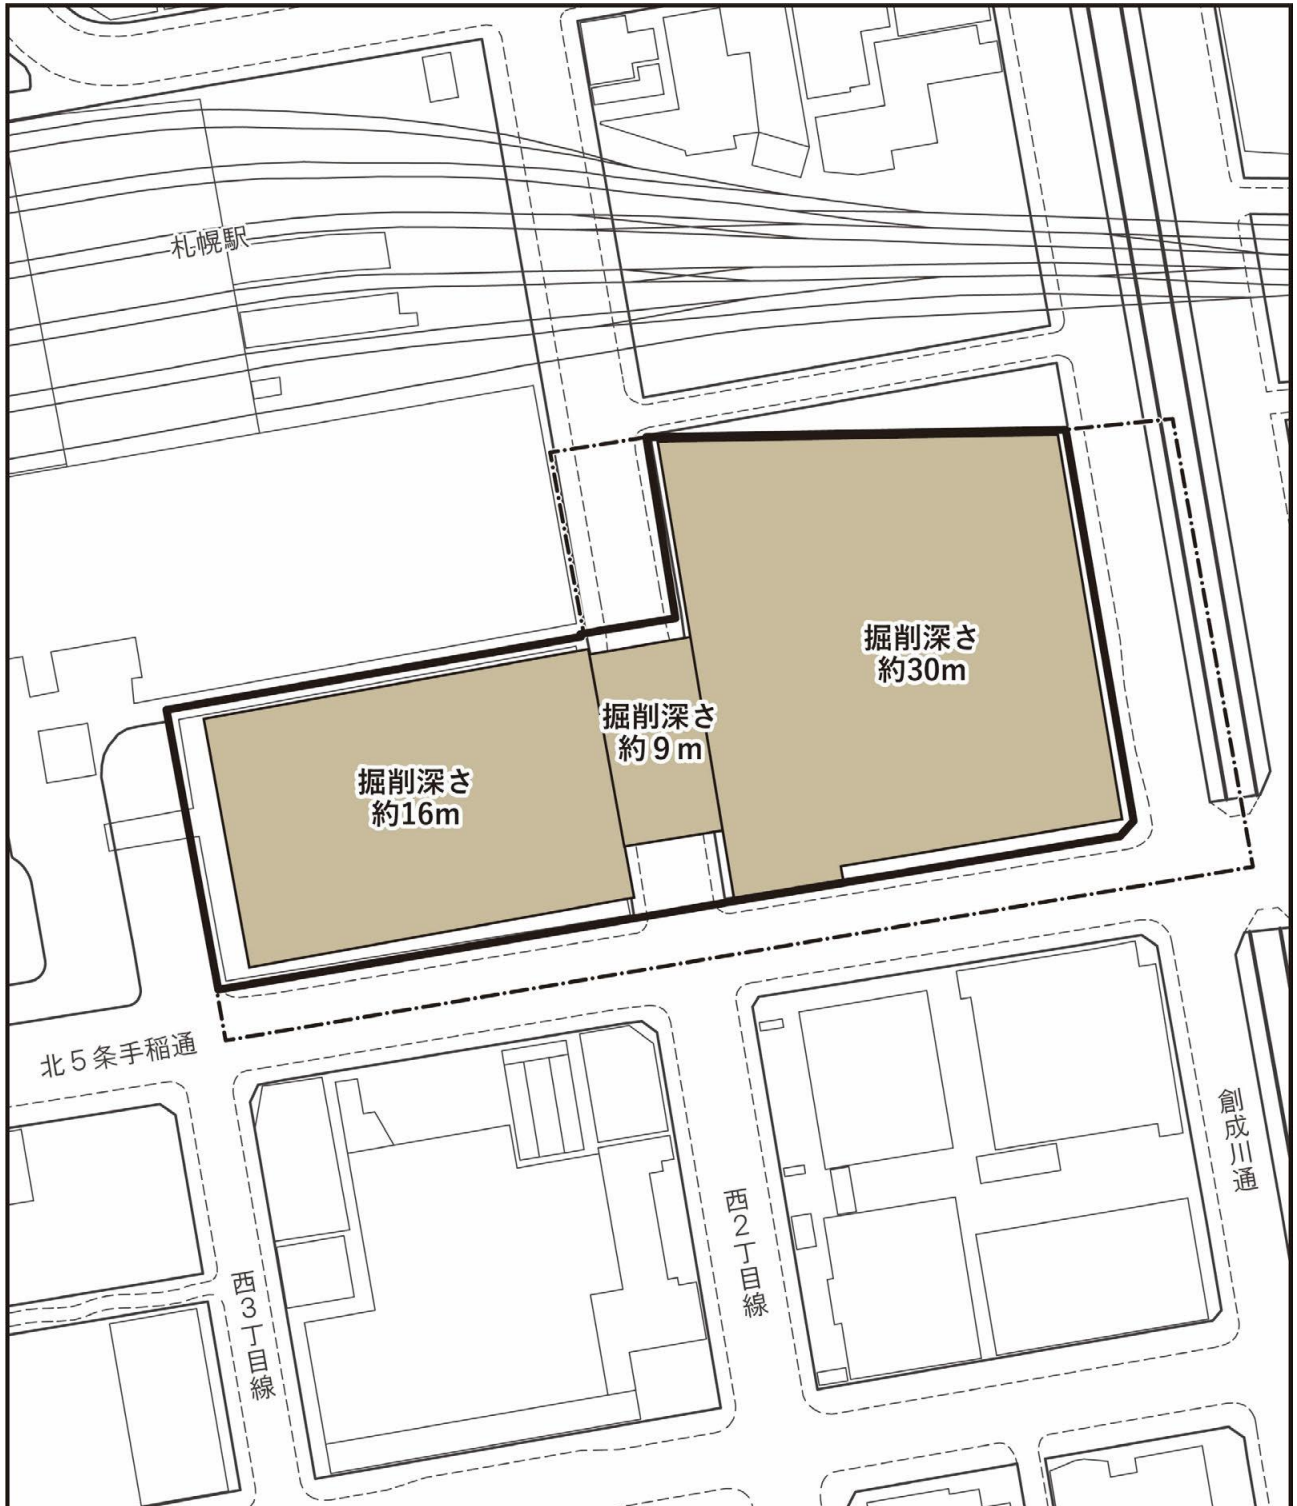 札幌駅
掘削深さ
約30m
掘削深さ
約９m
掘削深さ
約16m
北５条手稲通
創成川通
西２丁目線
西３丁目線